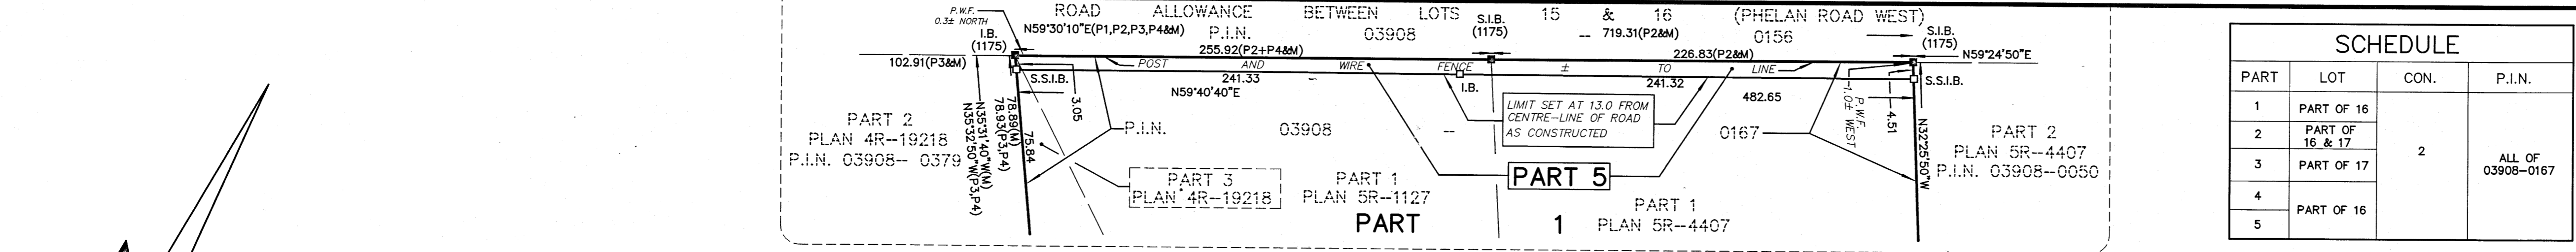 ROAD ALLOWANCE BETWEEN LOTS 15 & 16 (PHELAN ROAD WEST)
P.W.F.
0.3± NORTH
I.B.
(1175)
N59°30'10"E(P1,P2,P3,P4&M)
P.I.N. 03908 -- 0156
S.I.B.
(1175)
719.31(P2&M)
S.I.B.
(1175)
255.92(P2+P4&M)
226.83(P2&M)
N59°24'50"E
102.91(P3&M)
POST AND WIRE FENCE ± TO LINE
S.S.I.B.
241.33
I.B.
241.32
S.S.I.B.
N59°40'40"E
482.65
3.05
78.89(M)
78.93(P3,P4)
N35°31'40"W(M)
N35°32'50"W(P3,P4)
75.84
LIMIT SET AT 13.0 FROM
CENTRE-LINE OF ROAD
AS CONSTRUCTED
P.W.F.
1.0± WEST
4.51
N32°25'50"W
PART 2
PLAN 4R--19218
P.I.N. 03908-- 0379
P.I.N. 03908 -- 0167
PART 2
PLAN 5R--4407
P.I.N. 03908--0050
PART 3
PLAN 4R--19218
PART 1
PLAN 5R--1127
PART 5
PART 1
PLAN 5R--4407
PART 1
SCHEDULE
PART LOT CON. P.I.N.
1 PART OF 16
2 PART OF
16 & 17
3 PART OF 17
4
5
PART OF 16
2
ALL OF
03908-0167